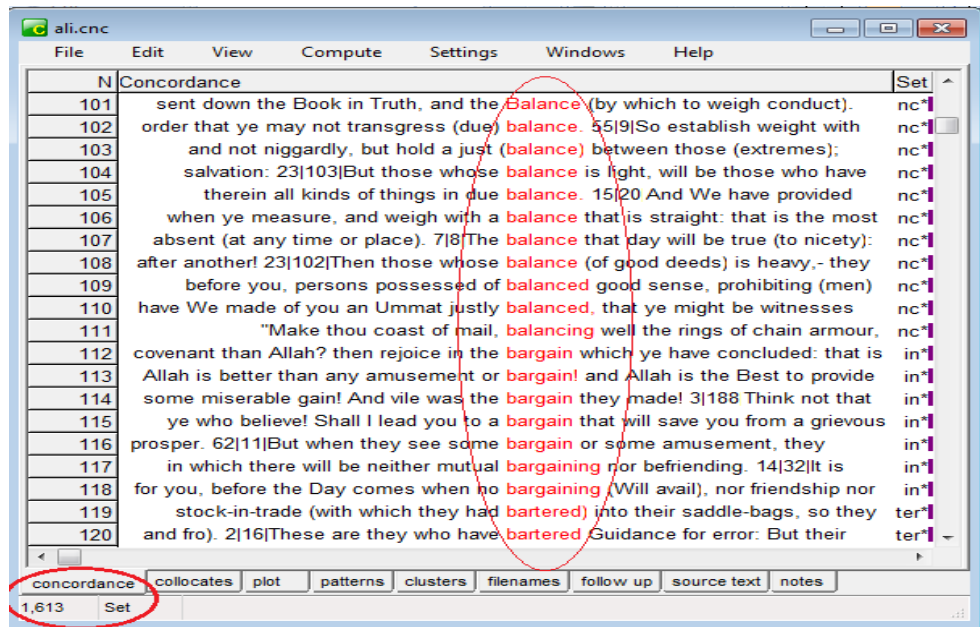 ali.cnc
File Edit View Compute Settings Windows Help
N Concordance Set
101 sent down the Book in Truth, and the Balance (by which to weigh conduct). nc*
102 order that ye may not transgress (due) balance. 55|9|So establish weight with nc*
103 and not niggardly, but hold a just (balance) between those (extremes); nc*
104 salvation: 23|103|But those whose balance is light, will be those who have nc*
105 therein all kinds of things in due balance. 15|20 And We have provided nc*
106 when ye measure, and weigh with a balance that is straight: that is the most nc*
107 absent (at any time or place). 7|8|The balance that day will be true (to nicety): nc*
108 after another! 23|102|Then those whose balance (of good deeds) is heavy,- they nc*
109 before you, persons possessed of balanced good sense, prohibiting (men) nc*
110 have We made of you an Ummat justly balanced, that ye might be witnesses nc*
111 "Make thou coast of mail, balancing well the rings of chain armour, nc*
112 covenant than Allah? then rejoice in the bargain which ye have concluded: that is in*
113 Allah is better than any amusement or bargain! and Allah is the Best to provide in*
114 some miserable gain! And vile was the bargain they made! 3|188 Think not that in*
115 ye who believe! Shall I lead you to a bargain that will save you from a grievous in*
116 prosper. 62|11|But when they see some bargain or some amusement, they in*
117 in which there will be neither mutual bargaining nor befriending. 14|32|It is in*
118 for you, before the Day comes when no bargaining (Will avail), nor friendship nor in*
119 stock-in-trade (with which they had bartered) into their saddle-bags, so they ter*
120 and fro). 2|16|These are they who have bartered Guidance for error: But their ter*
concordance collocates plot patterns clusters filenames follow up source text notes
1,613 Set